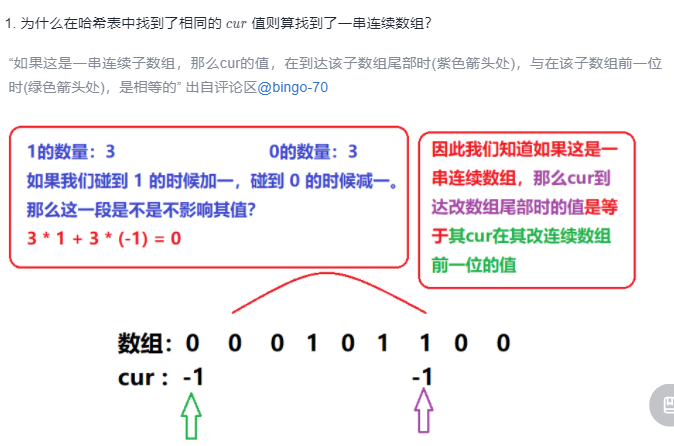 1. 为什么在哈希表中找到了相同的 cur 值则算找到了一串连续数组？
“如果这是一串连续子数组，那么cur的值，在到达该子数组尾部时(紫色箭头处)，与在该子数组前一位
时(绿色箭头处)，是相等的” 出自评论区@bingo-70
1的数量：3 0的数量：3
如果我们碰到 1 的时候加一，碰到 0 的时候减一。
那么这一段是不是不影响其值？
3 * 1 + 3 * (-1) = 0
因此我们知道如果这是一
串连续数组，那么cur到
达改数组尾部时的值是等
于其cur在其改连续数组
前一位的值
数组：0 0 0 1 0 1 1 0 0
cur：-1 -1